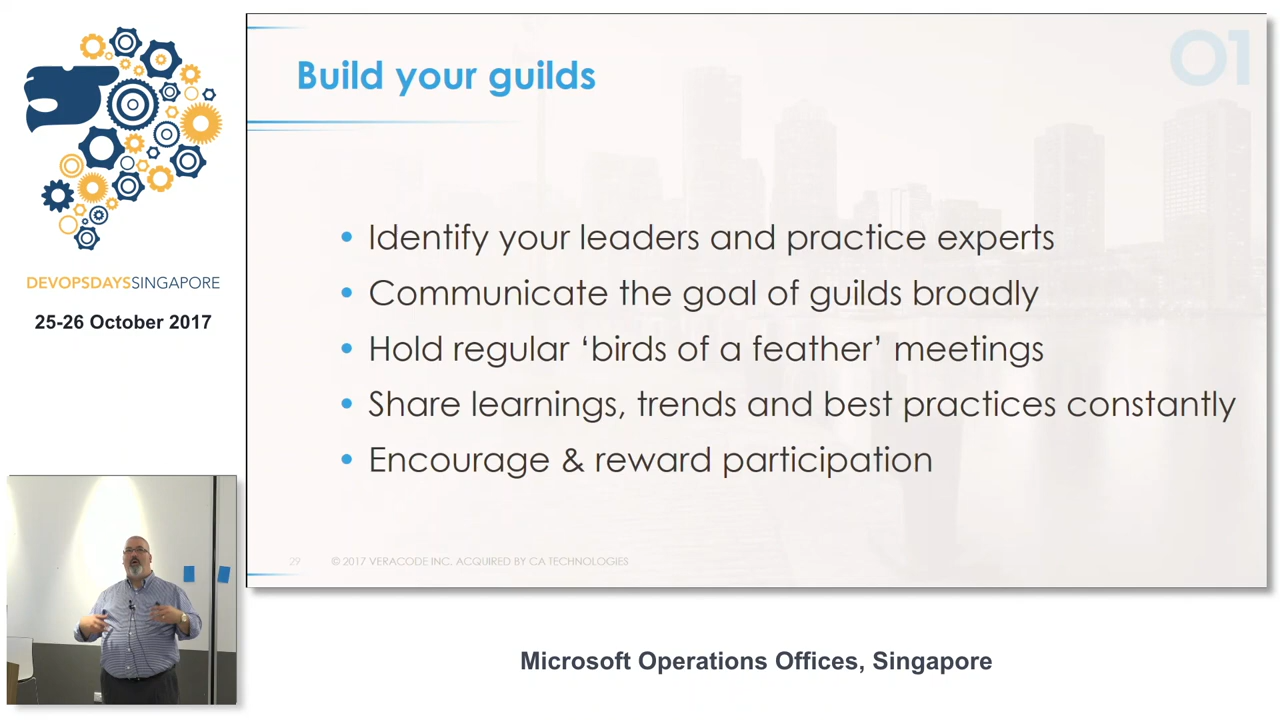 DEVOPSDAYSSINGAPORE
25-26 October 2017
01
Build your guilds
• Identify your leaders and practice experts
• Communicate the goal of guilds broadly
• Hold regular ‘birds of a feather’ meetings
• Share learnings, trends and best practices constantly
• Encourage & reward participation
29 © 2017 VERACODE INC. ACQUIRED BY CA TECHNOLOGIES
Microsoft Operations Offices, Singapore